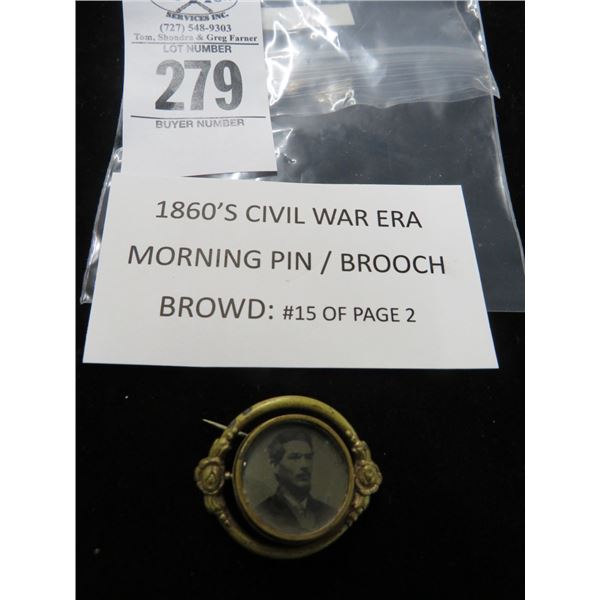 SERVICES INC.
(727) 548-9303
Tom, Shondra & Greg Farner
LOT NUMBER
279
BUYER NUMBER
1860'S CIVIL WAR ERA
MORNING PIN / BROOCH
BROWD: #15 OF PAGE 2